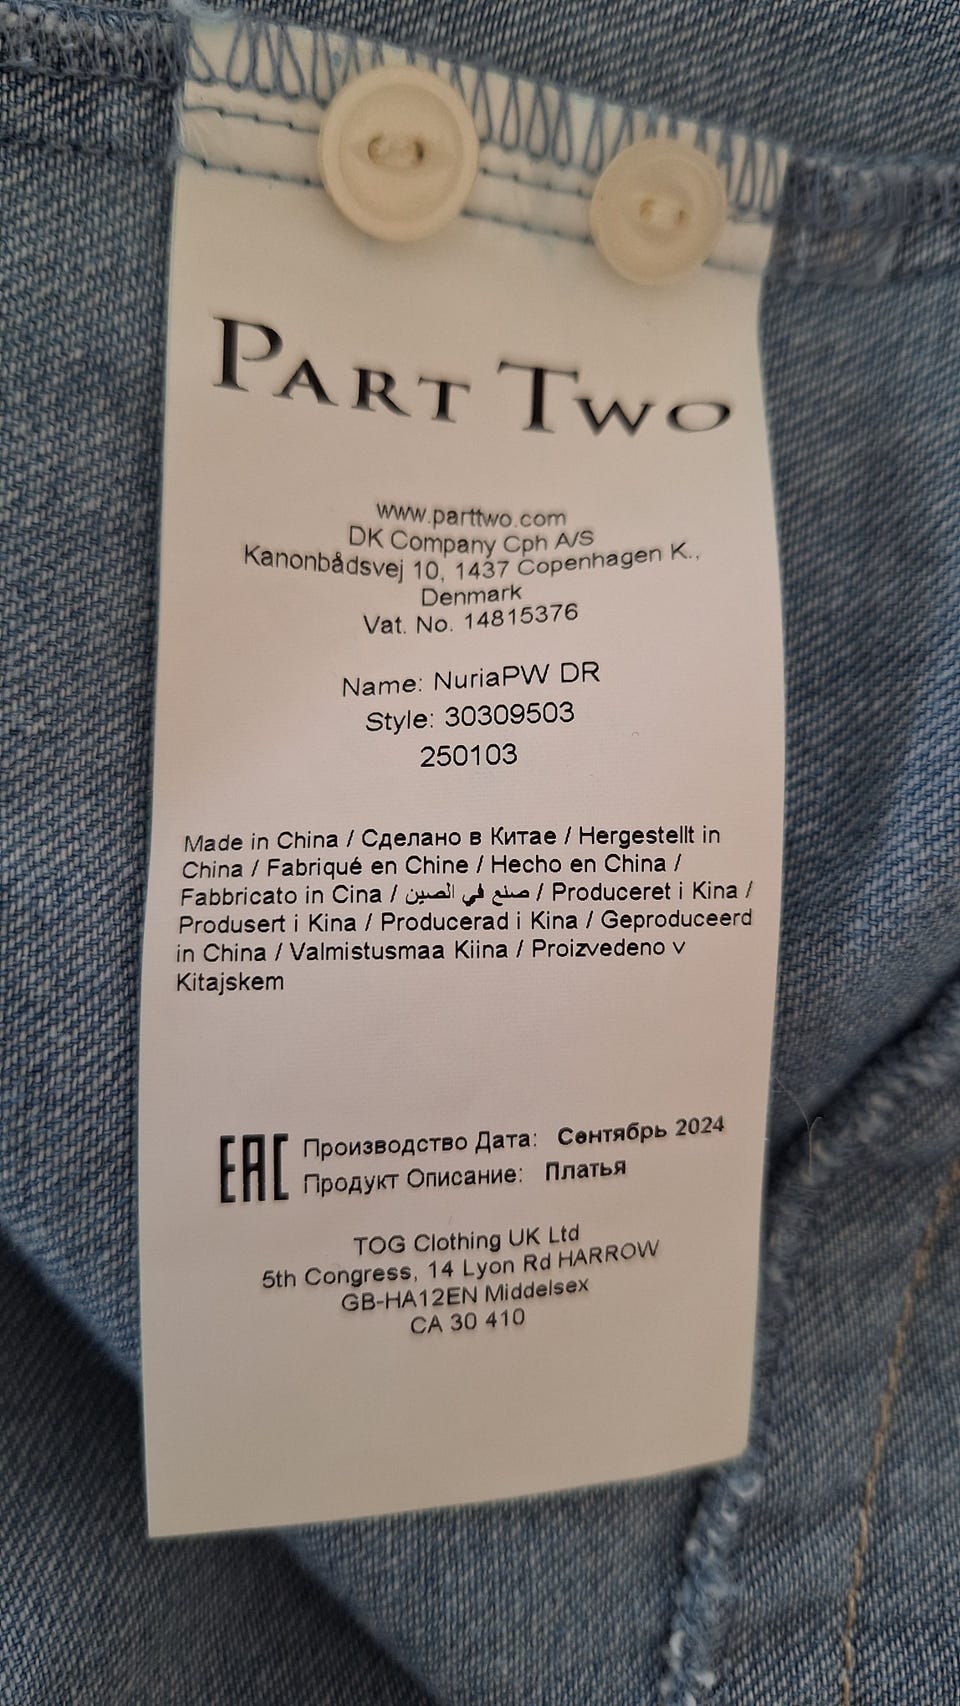 PART TWO
www.parttwo.com
DK Company Cph A/S
Kanonbådsvej 10, 1437 Copenhagen K.,
Denmark
Vat. No. 14815376
Name: NuriaPW DR
Style: 30309503
250103
Made in China / Сделано в Китае / Hergestellt in
China / Fabriqué en Chine / Hecho en China /
Fabbricato in Cina / صنع في الصين / Produceret i Kina /
Produsert i Kina / Producerad i Kina / Geproduceerd
in China / Valmistusmaa Kiina / Proizvedeno v
Kitajskem
EAC Производство Дата: Сентябрь 2024
Продукт Описание: Платья
TOG Clothing UK Ltd
5th Congress, 14 Lyon Rd HARROW
GB-HA12EN Middelsex
CA 30 410